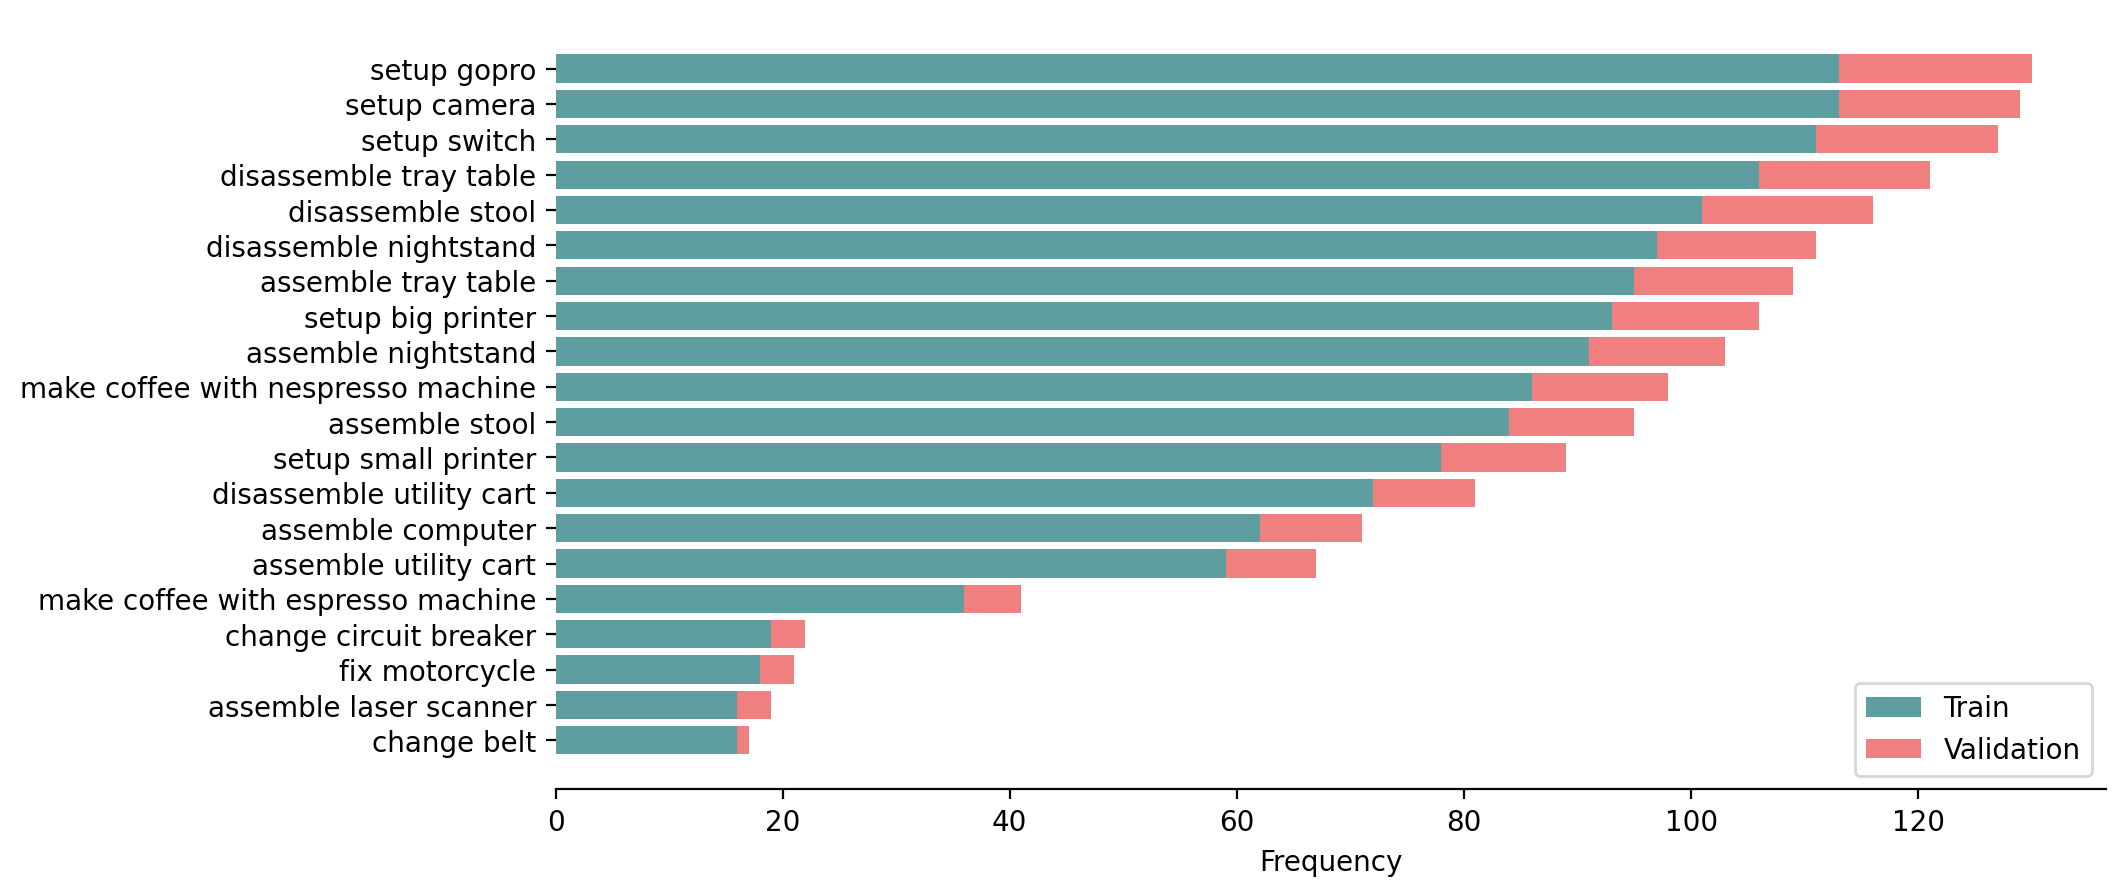 setup gopro
setup camera
setup switch
disassemble tray table
disassemble stool
disassemble nightstand
assemble tray table
setup big printer
assemble nightstand
make coffee with nespresso machine
assemble stool
setup small printer
disassemble utility cart
assemble computer
assemble utility cart
make coffee with espresso machine
change circuit breaker
fix motorcycle
assemble laser scanner
change belt
Train
Validation
0 20 40 60 80 100 120
Frequency